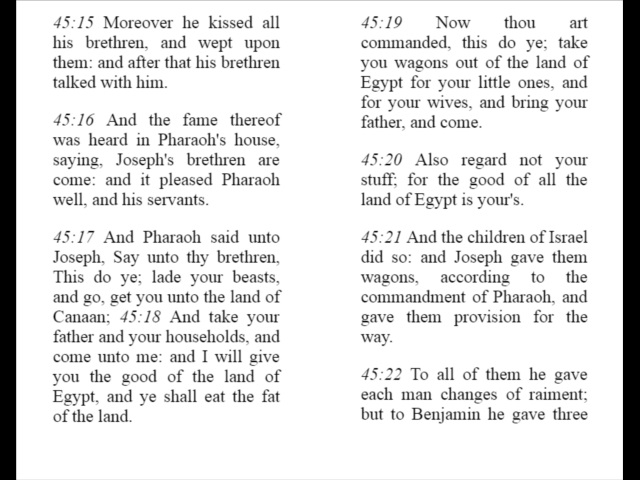 45:15 Moreover he kissed all
his brethren, and wept upon
them: and after that his brethren
talked with him.
45:16 And the fame thereof
was heard in Pharaoh's house,
saying, Joseph's brethren are
come: and it pleased Pharaoh
well, and his servants.
45:17 And Pharaoh said unto
Joseph, Say unto thy brethren,
This do ye; lade your beasts,
and go, get you unto the land of
Canaan; 45:18 And take your
father and your households, and
come unto me: and I will give
you the good of the land of
Egypt, and ye shall eat the fat
of the land.
45:19 Now thou art
commanded, this do ye; take
you wagons out of the land of
Egypt for your little ones, and
for your wives, and bring your
father, and come.
45:20 Also regard not your
stuff; for the good of all the
land of Egypt is your's.
45:21 And the children of Israel
did so: and Joseph gave them
wagons, according to the
commandment of Pharaoh, and
gave them provision for the
way.
45:22 To all of them he gave
each man changes of raiment;
but to Benjamin he gave three